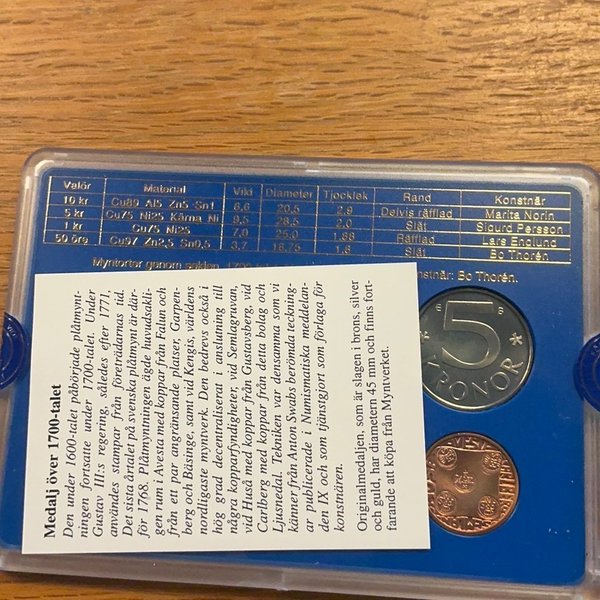 Valör Material Vikt Diameter Tjocklek Rand Konstnär
10 kr Cu89 Al5 Zn5 Sn1 6,6 20,5 2,9 Delvis räfflad Marita Norin
5 kr Cu75 Ni25 Kärna Ni 9,5 28,5 2,0 Slät Sigurd Persson
1 kr Cu75 Ni25 7,0 25,0 1,88 Räfflad Lars Englund
50 öre Cu97 Zn2,5 Sn0,5 3,7 18,75 1,8 Slät Bo Thorén
Myntorter genom seklen
nstnär: Bo Thorén.
Medalj över 1700-talet
Den under 1600-talet påbörjade plåtmynt-
ningen fortsatte under 1700-talet. Under
Gustav III:s regering, således efter 1771,
användes stampar från företrädarnas tid.
Det sista årtalet på svenska plåtmynt är där-
för 1768. Plåtmyntningen ägde huvudsakli-
gen rum i Avesta med koppar från Falun och
från ett par angränsande platser, Garpen-
berg och Bäsinge, samt vid Kengis, världens
nordligaste myntverk. Den bedrevs också i
hög grad decentraliserat i anslutning till
några kopparfyndigheter, vid Semlagruvan,
vid Huså med koppar från Gustavsberg, vid
Carlberg med koppar från detta bolag och
Ljusnedal. Tekniken var densamma som vi
känner från Anton Swabs berömda teckning-
ar publicerade i Numismatiska meddelan-
den IX och som tjänstgjort som förlaga för
konstnären.
Originalmedaljen, som är slagen i brons, silver
och guld, har diametern 45 mm och finns fort-
farande att köpa från Myntverket.
5
KRONOR
AVESTA